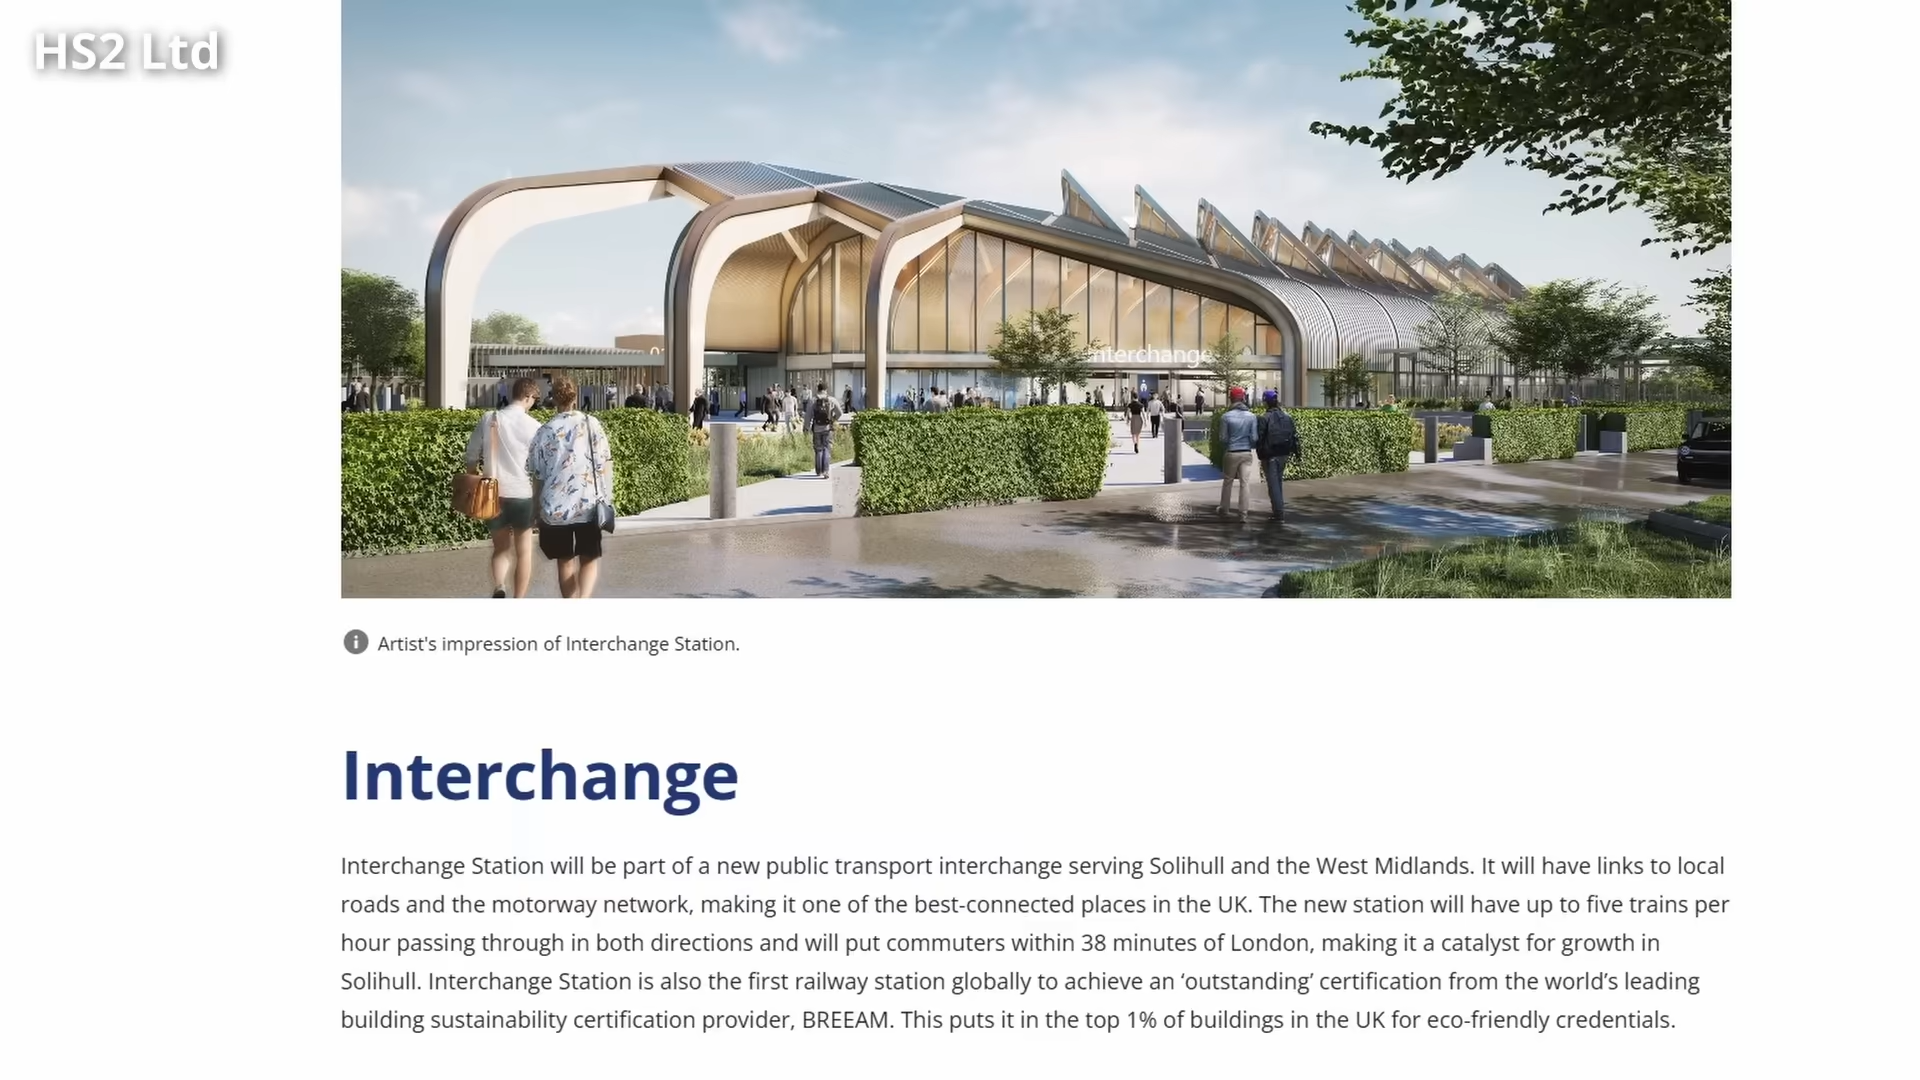 HS2 Ltd
Interchange
Artist's impression of Interchange Station.
Interchange
Interchange Station will be part of a new public transport interchange serving Solihull and the West Midlands. It will have links to local
roads and the motorway network, making it one of the best-connected places in the UK. The new station will have up to five trains per
hour passing through in both directions and will put commuters within 38 minutes of London, making it a catalyst for growth in
Solihull. Interchange Station is also the first railway station globally to achieve an ‘outstanding’ certification from the world’s leading
building sustainability certification provider, BREEAM. This puts it in the top 1% of buildings in the UK for eco-friendly credentials.